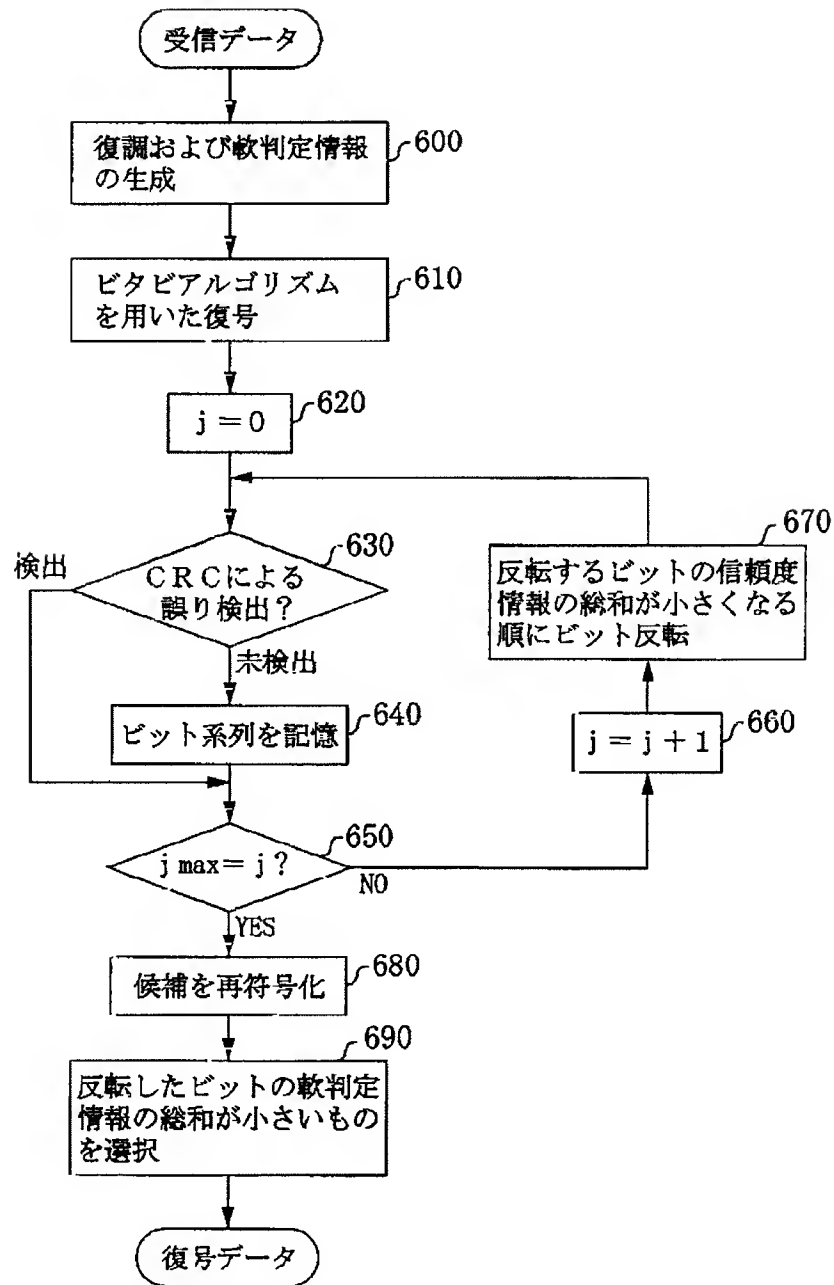 受信データ
復調および軟判定情報
の生成
600
ビタビアルゴリズム
を用いた復号
610
j=0
620
CRCによる
誤り検出?
630
検出
未検出
ビット系列を記憶
640
j max=j?
650
NO
YES
j=j+1
660
反転するビットの信頼度
情報の総和が小さくなる
順にビット反転
670
候補を再符号化
680
反転したビットの軟判定
情報の総和が小さいもの
を選択
690
復号データ